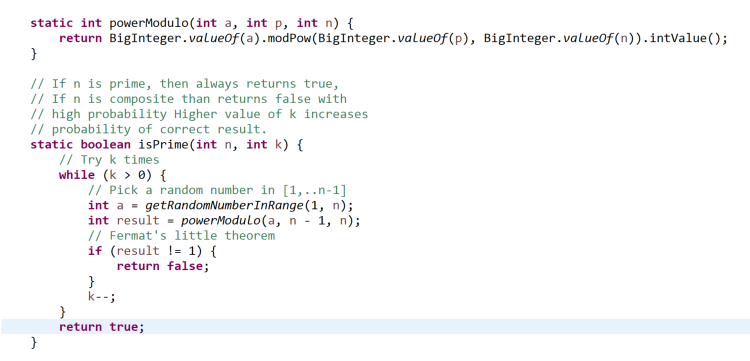 static int powerModulo(int a, int p, int n) {
return BigInteger.valueOf(a).modPow(BigInteger.valueOf(p), BigInteger.valueOf(n)).intValue();
}
// If n is prime, then always returns true,
// If n is composite than returns false with
// high probability Higher value of k increases
// probability of correct result.
static boolean isPrime(int n, int k) {
// Try k times
while (k > 0) {
// Pick a random number in [1,..n-1]
int a = getRandomNumberInRange(1, n);
int result = powerModulo(a, n - 1, n);
// Fermat's little theorem
if (result != 1) {
return false;
}
k--;
}
return true;
}